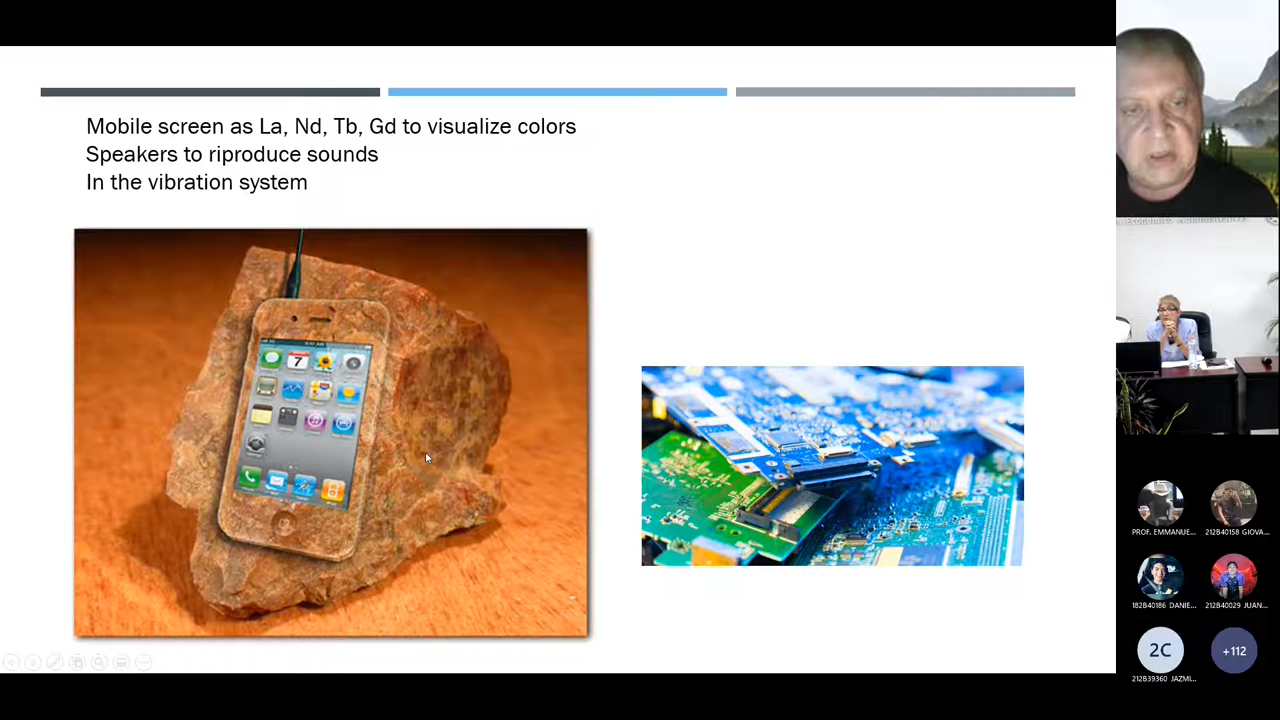 Mobile screen as La, Nd, Tb, Gd to visualize colors
Speakers to riproduce sounds
In the vibration system
7
PROF. EMMANUE...
212B40158 GIOVA...
182B40186 DANIE...
212B40029 JUAN...
2C
+112
212B39360 JAZMI...